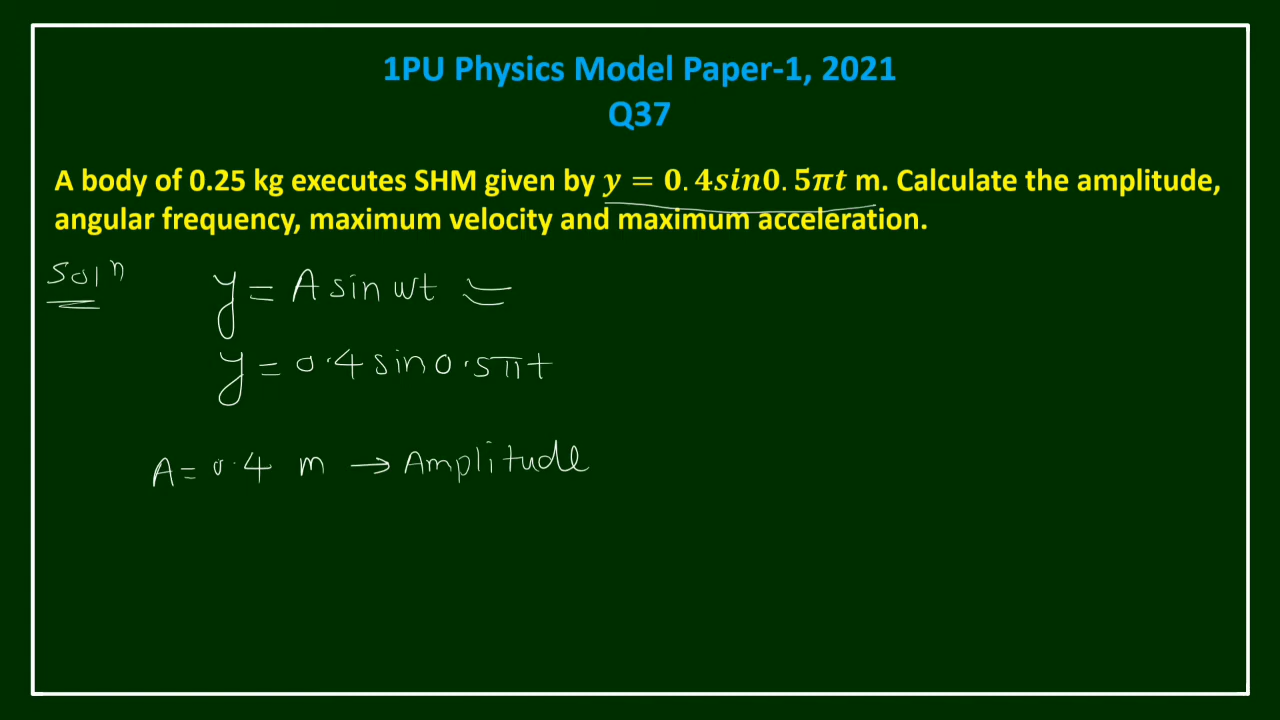 1PU Physics Model Paper-1, 2021
Q37
A body of 0.25 kg executes SHM given by y = 0.4sin0.5πt m. Calculate the amplitude,
angular frequency, maximum velocity and maximum acceleration.
Solⁿ
y = A sin wt
y = 0.4 sin 0.5πt
A = 0.4 m → Amplitude